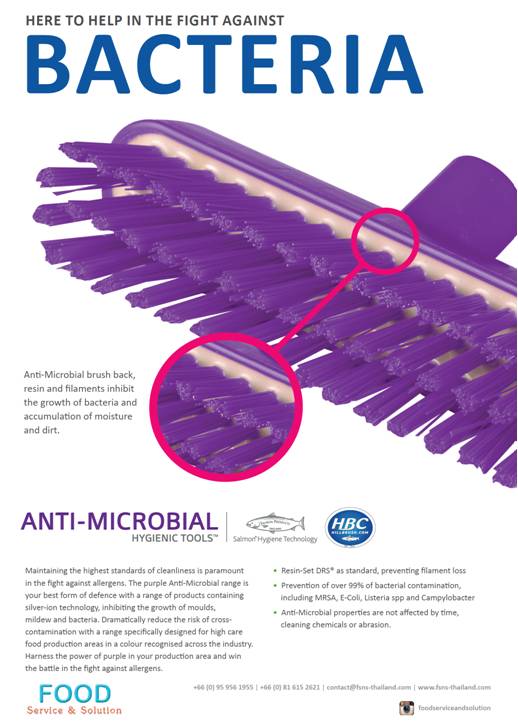 HERE TO HELP IN THE FIGHT AGAINST
BACTERIA
Anti-Microbial brush back,
resin and filaments inhibit
the growth of bacteria and
accumulation of moisture
and dirt.
ANTI-MICROBIAL
HYGIENIC TOOLS™
Salmon Hygiene Technology
HBC
HILLBRUSH.COM
Maintaining the highest standards of cleanliness is paramount
in the fight against allergens. The purple Anti-Microbial range is
your best form of defence with a range of products containing
silver-ion technology, inhibiting the growth of moulds,
mildew and bacteria. Dramatically reduce the risk of cross-
contamination with a range specifically designed for high care
food production areas in a colour recognised across the industry.
Harness the power of purple in your production area and win
the battle in the fight against allergens.
• Resin-Set DRS® as standard, preventing filament loss
• Prevention of over 99% of bacterial contamination,
including MRSA, E-Coli, Listeria spp and Campylobacter
• Anti-Microbial properties are not affected by time,
cleaning chemicals or abrasion.
FOOD
Service & Solution
+66 (0) 95 956 1955 | +66 (0) 81 615 2621 | contact@fsns-thailand.com | www.fsns-thailand.com
foodserviceandsolution